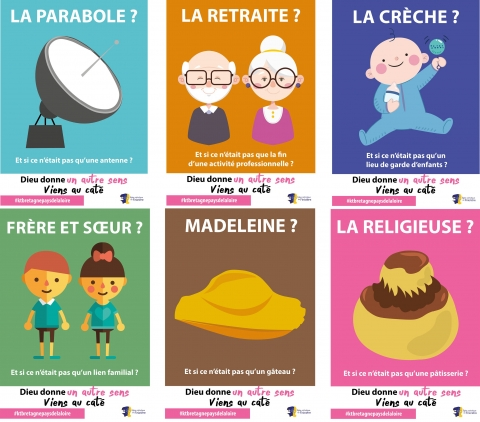 LA PARABOLE ?
Et si ce n'était pas qu'une antenne ?
Dieu donne un autre sens
Viens au caté
#ktbretagnepaysdelaloire
LA RETRAITE ?
Et si ce n'était pas que la fin
d'une activité professionnelle ?
Dieu donne un autre sens
Viens au caté
#ktbretagnepaysdelaloire
LA CRÈCHE ?
Et si ce n'était pas qu'un
lieu de garde d'enfants ?
Dieu donne un autre sens
Viens au caté
#ktbretagnepaysdelaloire
FRÈRE ET SŒUR ?
Et si ce n'était pas qu'un lien familial ?
Dieu donne un autre sens
Viens au caté
#ktbretagnepaysdelaloire
MADELEINE ?
Et si ce n'était pas qu'un gâteau ?
Dieu donne un autre sens
Viens au caté
#ktbretagnepaysdelaloire
LA RELIGIEUSE ?
Et si ce n'était pas qu'une pâtisserie ?
Dieu donne un autre sens
Viens au caté
#ktbretagnepaysdelaloire